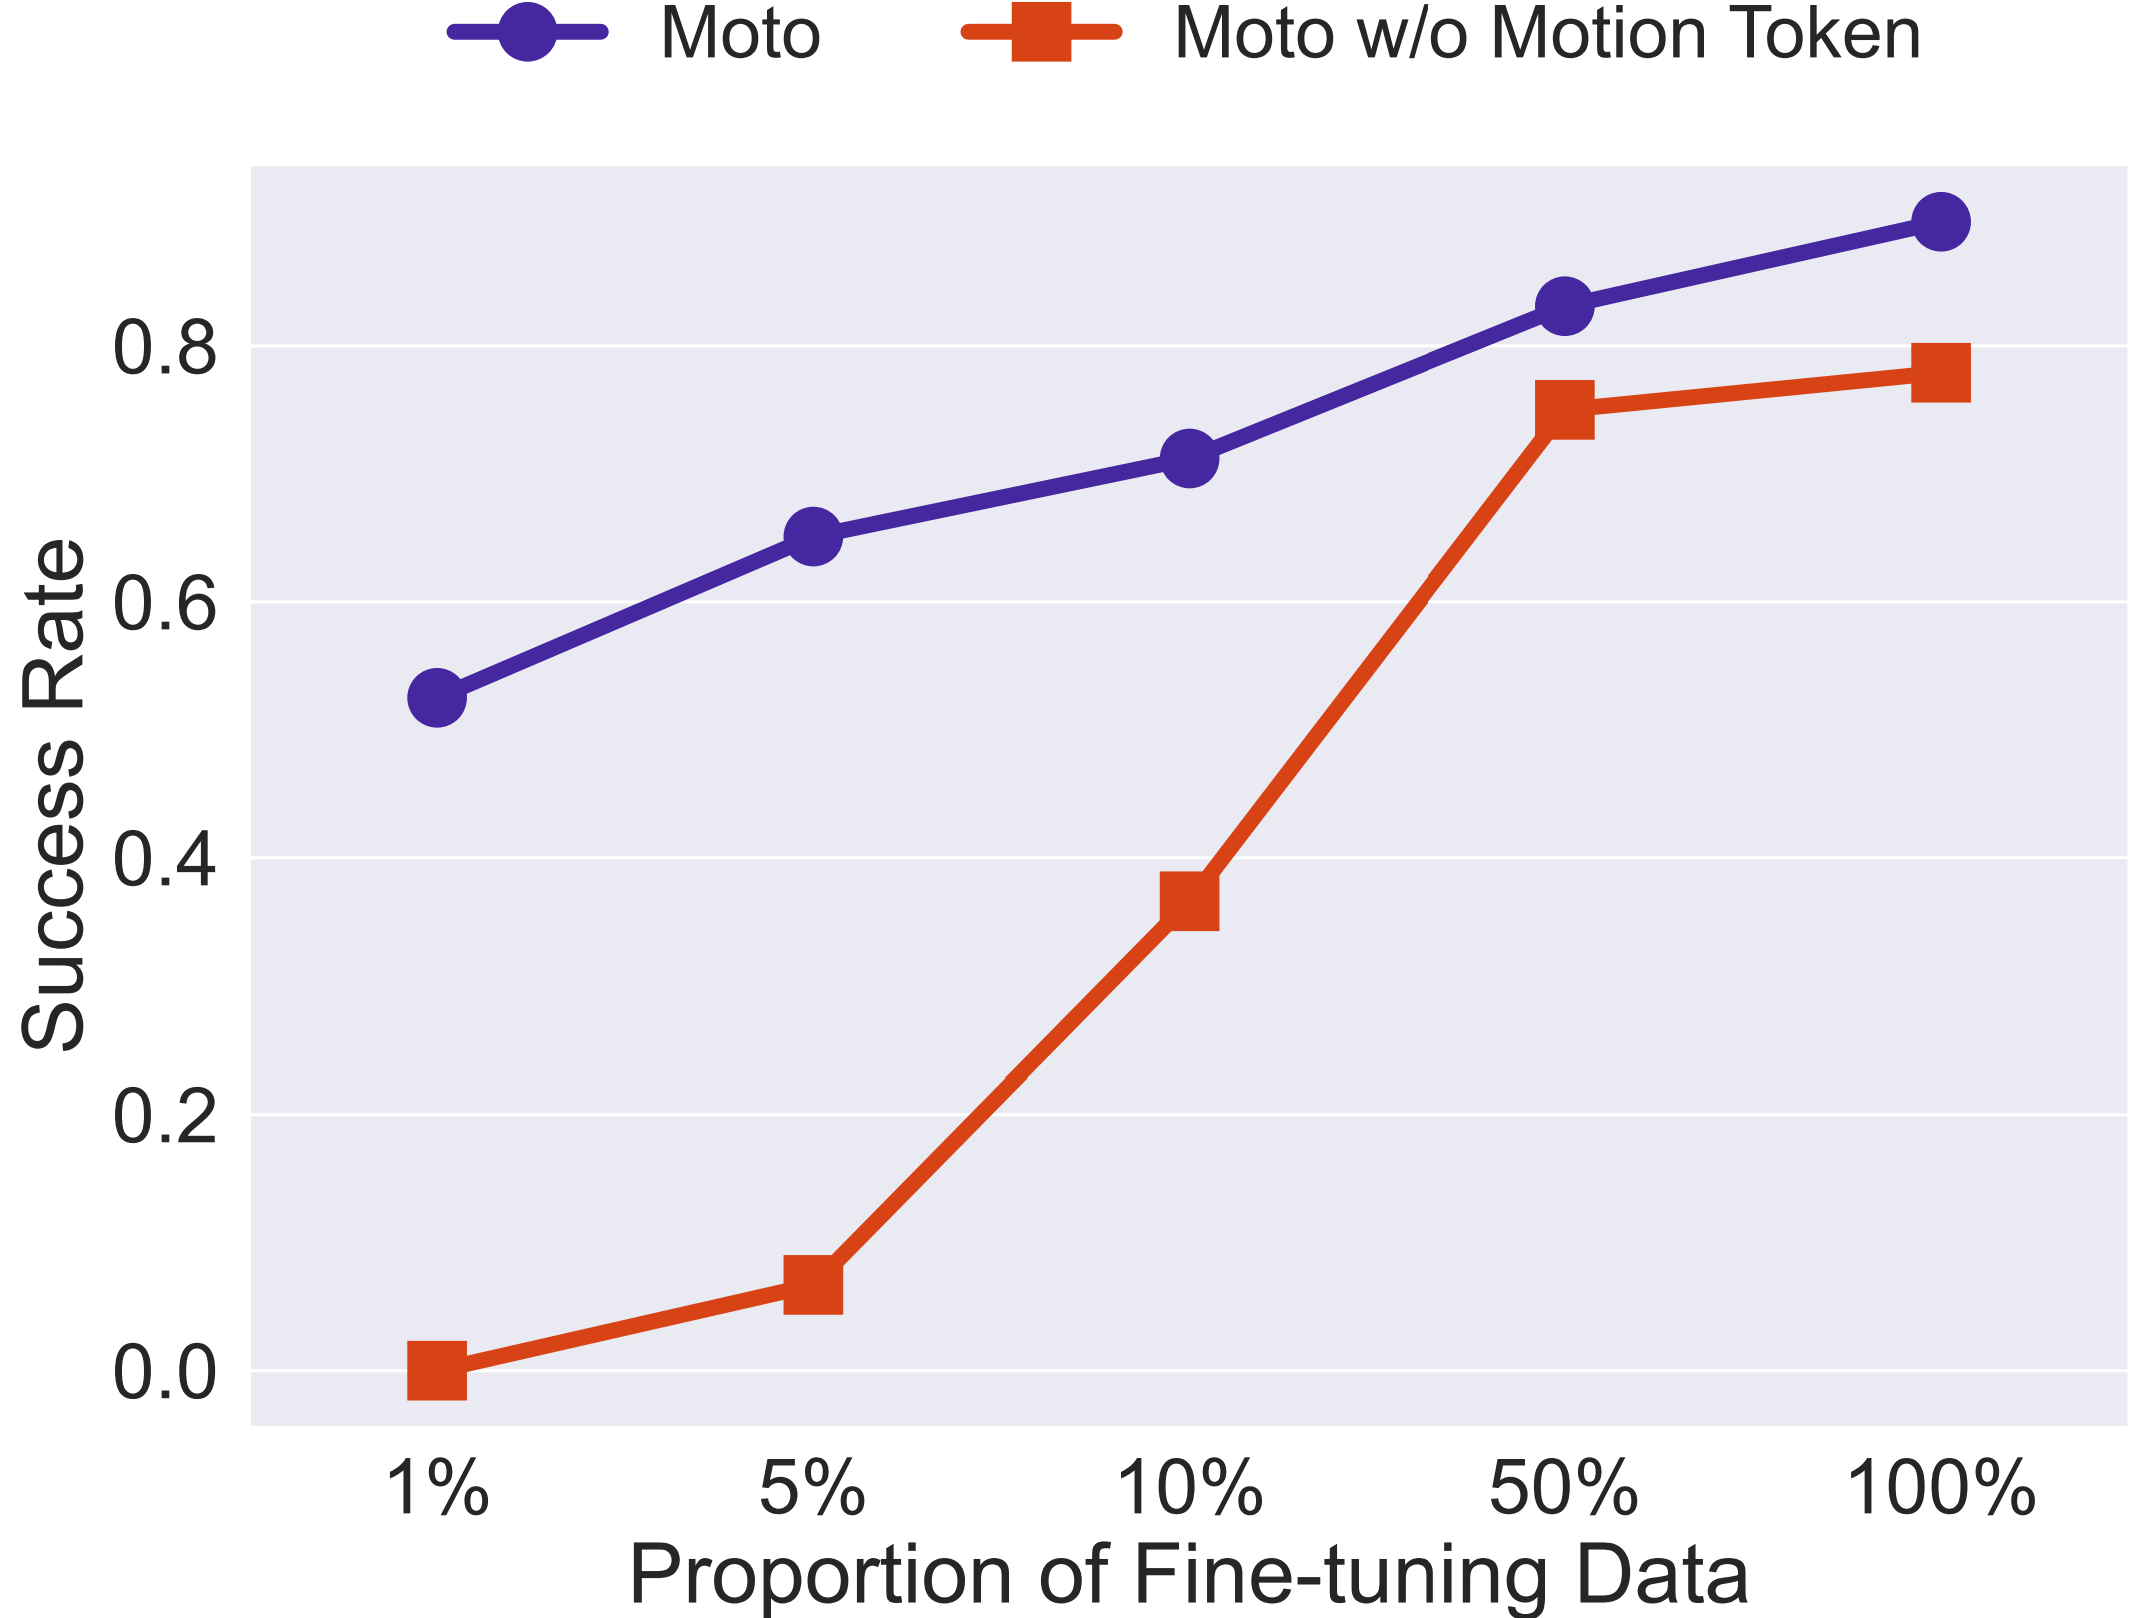 Moto
Moto w/o Motion Token
Success Rate
0.8
0.6
0.4
0.2
0.0
1%
5%
10%
50%
100%
Proportion of Fine-tuning Data